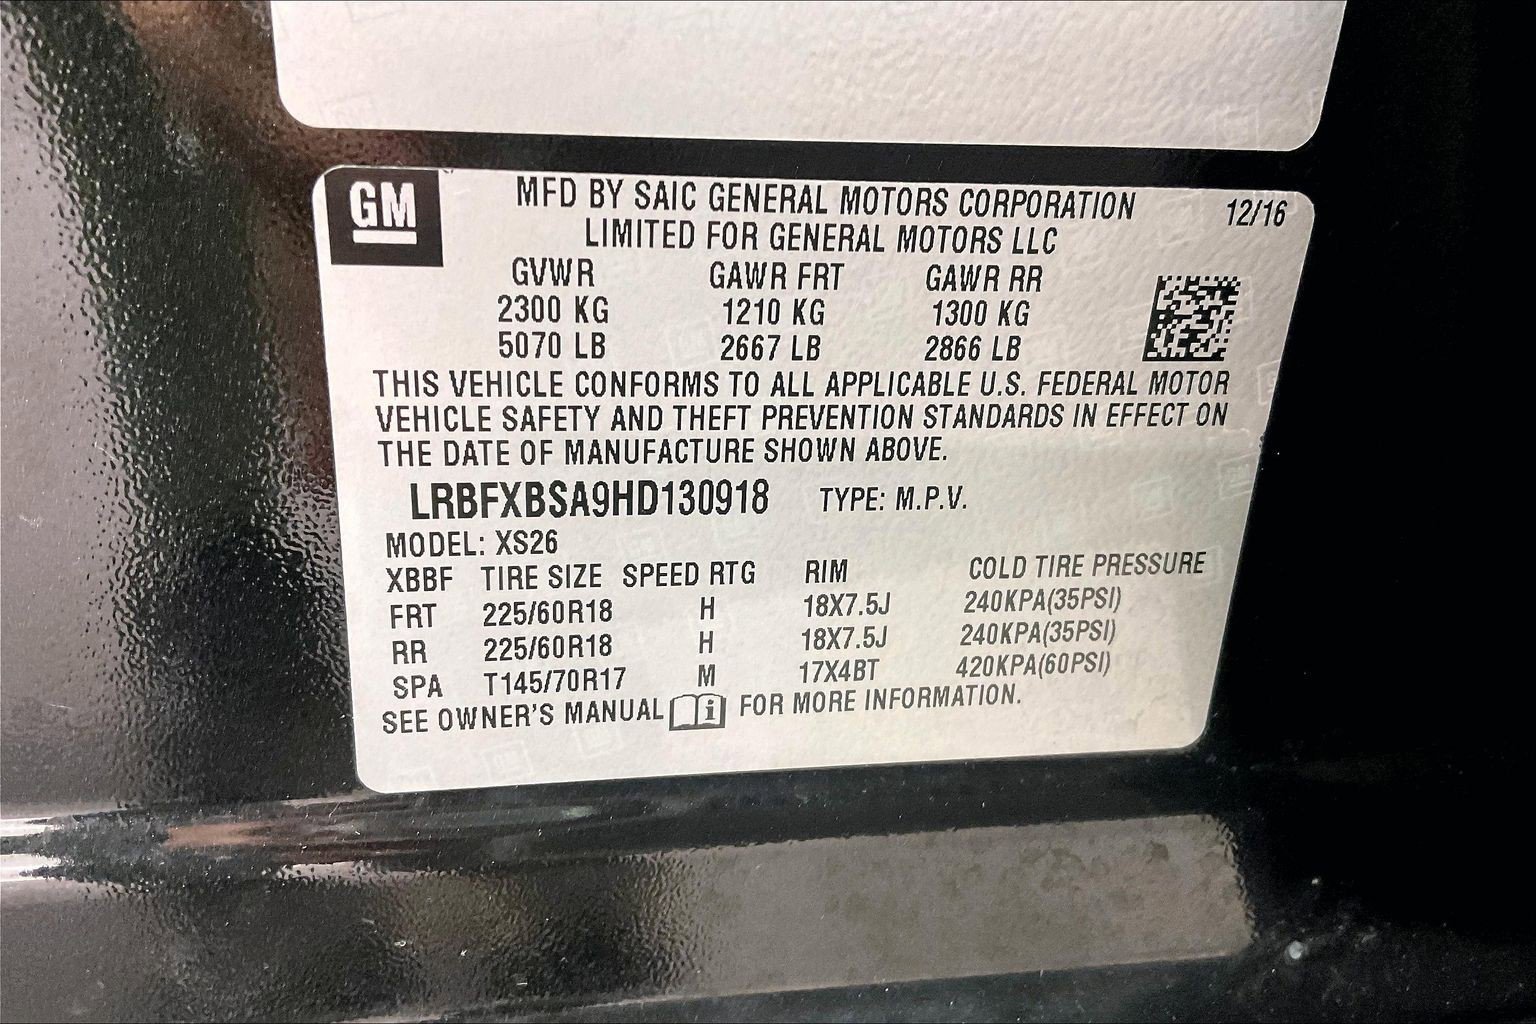 GM
MFD BY SAIC GENERAL MOTORS CORPORATION
12/16
LIMITED FOR GENERAL MOTORS LLC
GVWR GAWR FRT GAWR RR
2300 KG 1210 KG 1300 KG
5070 LB 2667 LB 2866 LB
THIS VEHICLE CONFORMS TO ALL APPLICABLE U.S. FEDERAL MOTOR
VEHICLE SAFETY AND THEFT PREVENTION STANDARDS IN EFFECT ON
THE DATE OF MANUFACTURE SHOWN ABOVE.
LRBFXBSA9HD130918 TYPE: M.P.V.
MODEL: XS26
XBBF TIRE SIZE SPEED RTG RIM COLD TIRE PRESSURE
FRT 225/60R18 H 18X7.5J 240KPA(35PSI)
RR 225/60R18 H 18X7.5J 240KPA(35PSI)
SPA T145/70R17 M 17X4BT 420KPA(60PSI)
SEE OWNER'S MANUAL i FOR MORE INFORMATION.